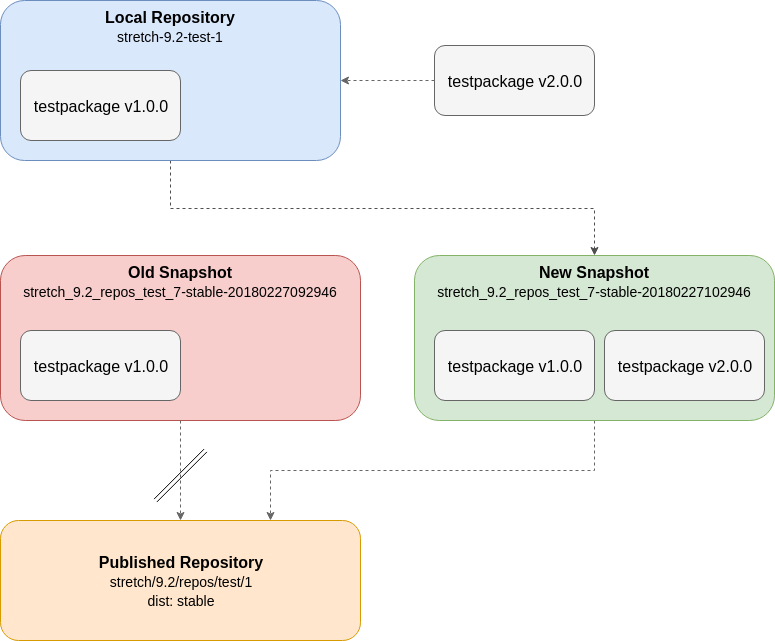 Local Repository
stretch-9.2-test-1
testpackage v1.0.0
testpackage v2.0.0
Old Snapshot
stretch_9.2_repos_test_7-stable-20180227092946
testpackage v1.0.0
New Snapshot
stretch_9.2_repos_test_7-stable-20180227102946
testpackage v1.0.0
testpackage v2.0.0
Published Repository
stretch/9.2/repos/test/1
dist: stable